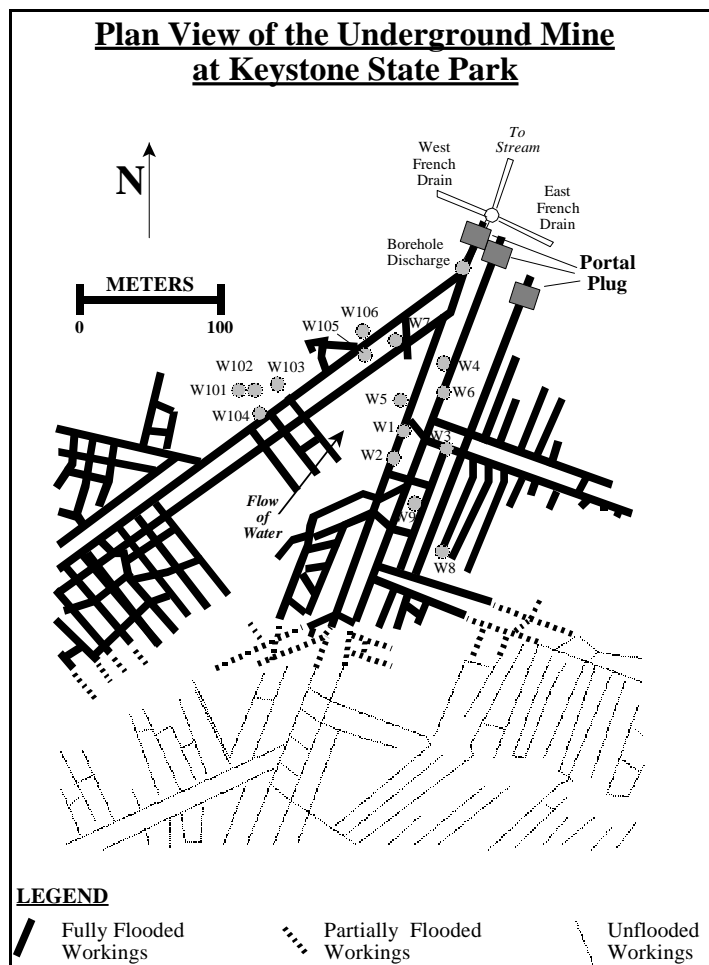 Plan View of the Underground Mine
at Keystone State Park
To
Stream
West
French
Drain
East
French
Drain
N
Borehole
Discharge
Portal
Plug
METERS
0
100
W106
W105
W7
W102
W103
W101
W104
W4
W6
W5
W1
W3
W2
Flow
of
Water
W9
W8
LEGEND
Fully Flooded
Workings
Partially Flooded
Workings
Unflooded
Workings